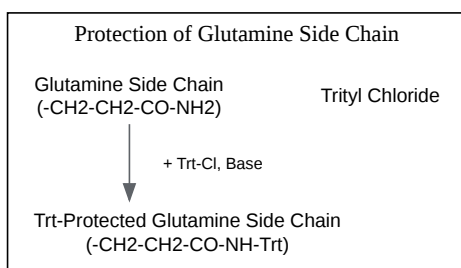 Protection of Glutamine Side Chain
Glutamine Side Chain
(-CH2-CH2-CO-NH2)
Trityl Chloride
+ Trt-Cl, Base
Trt-Protected Glutamine Side Chain
(-CH2-CH2-CO-NH-Trt)